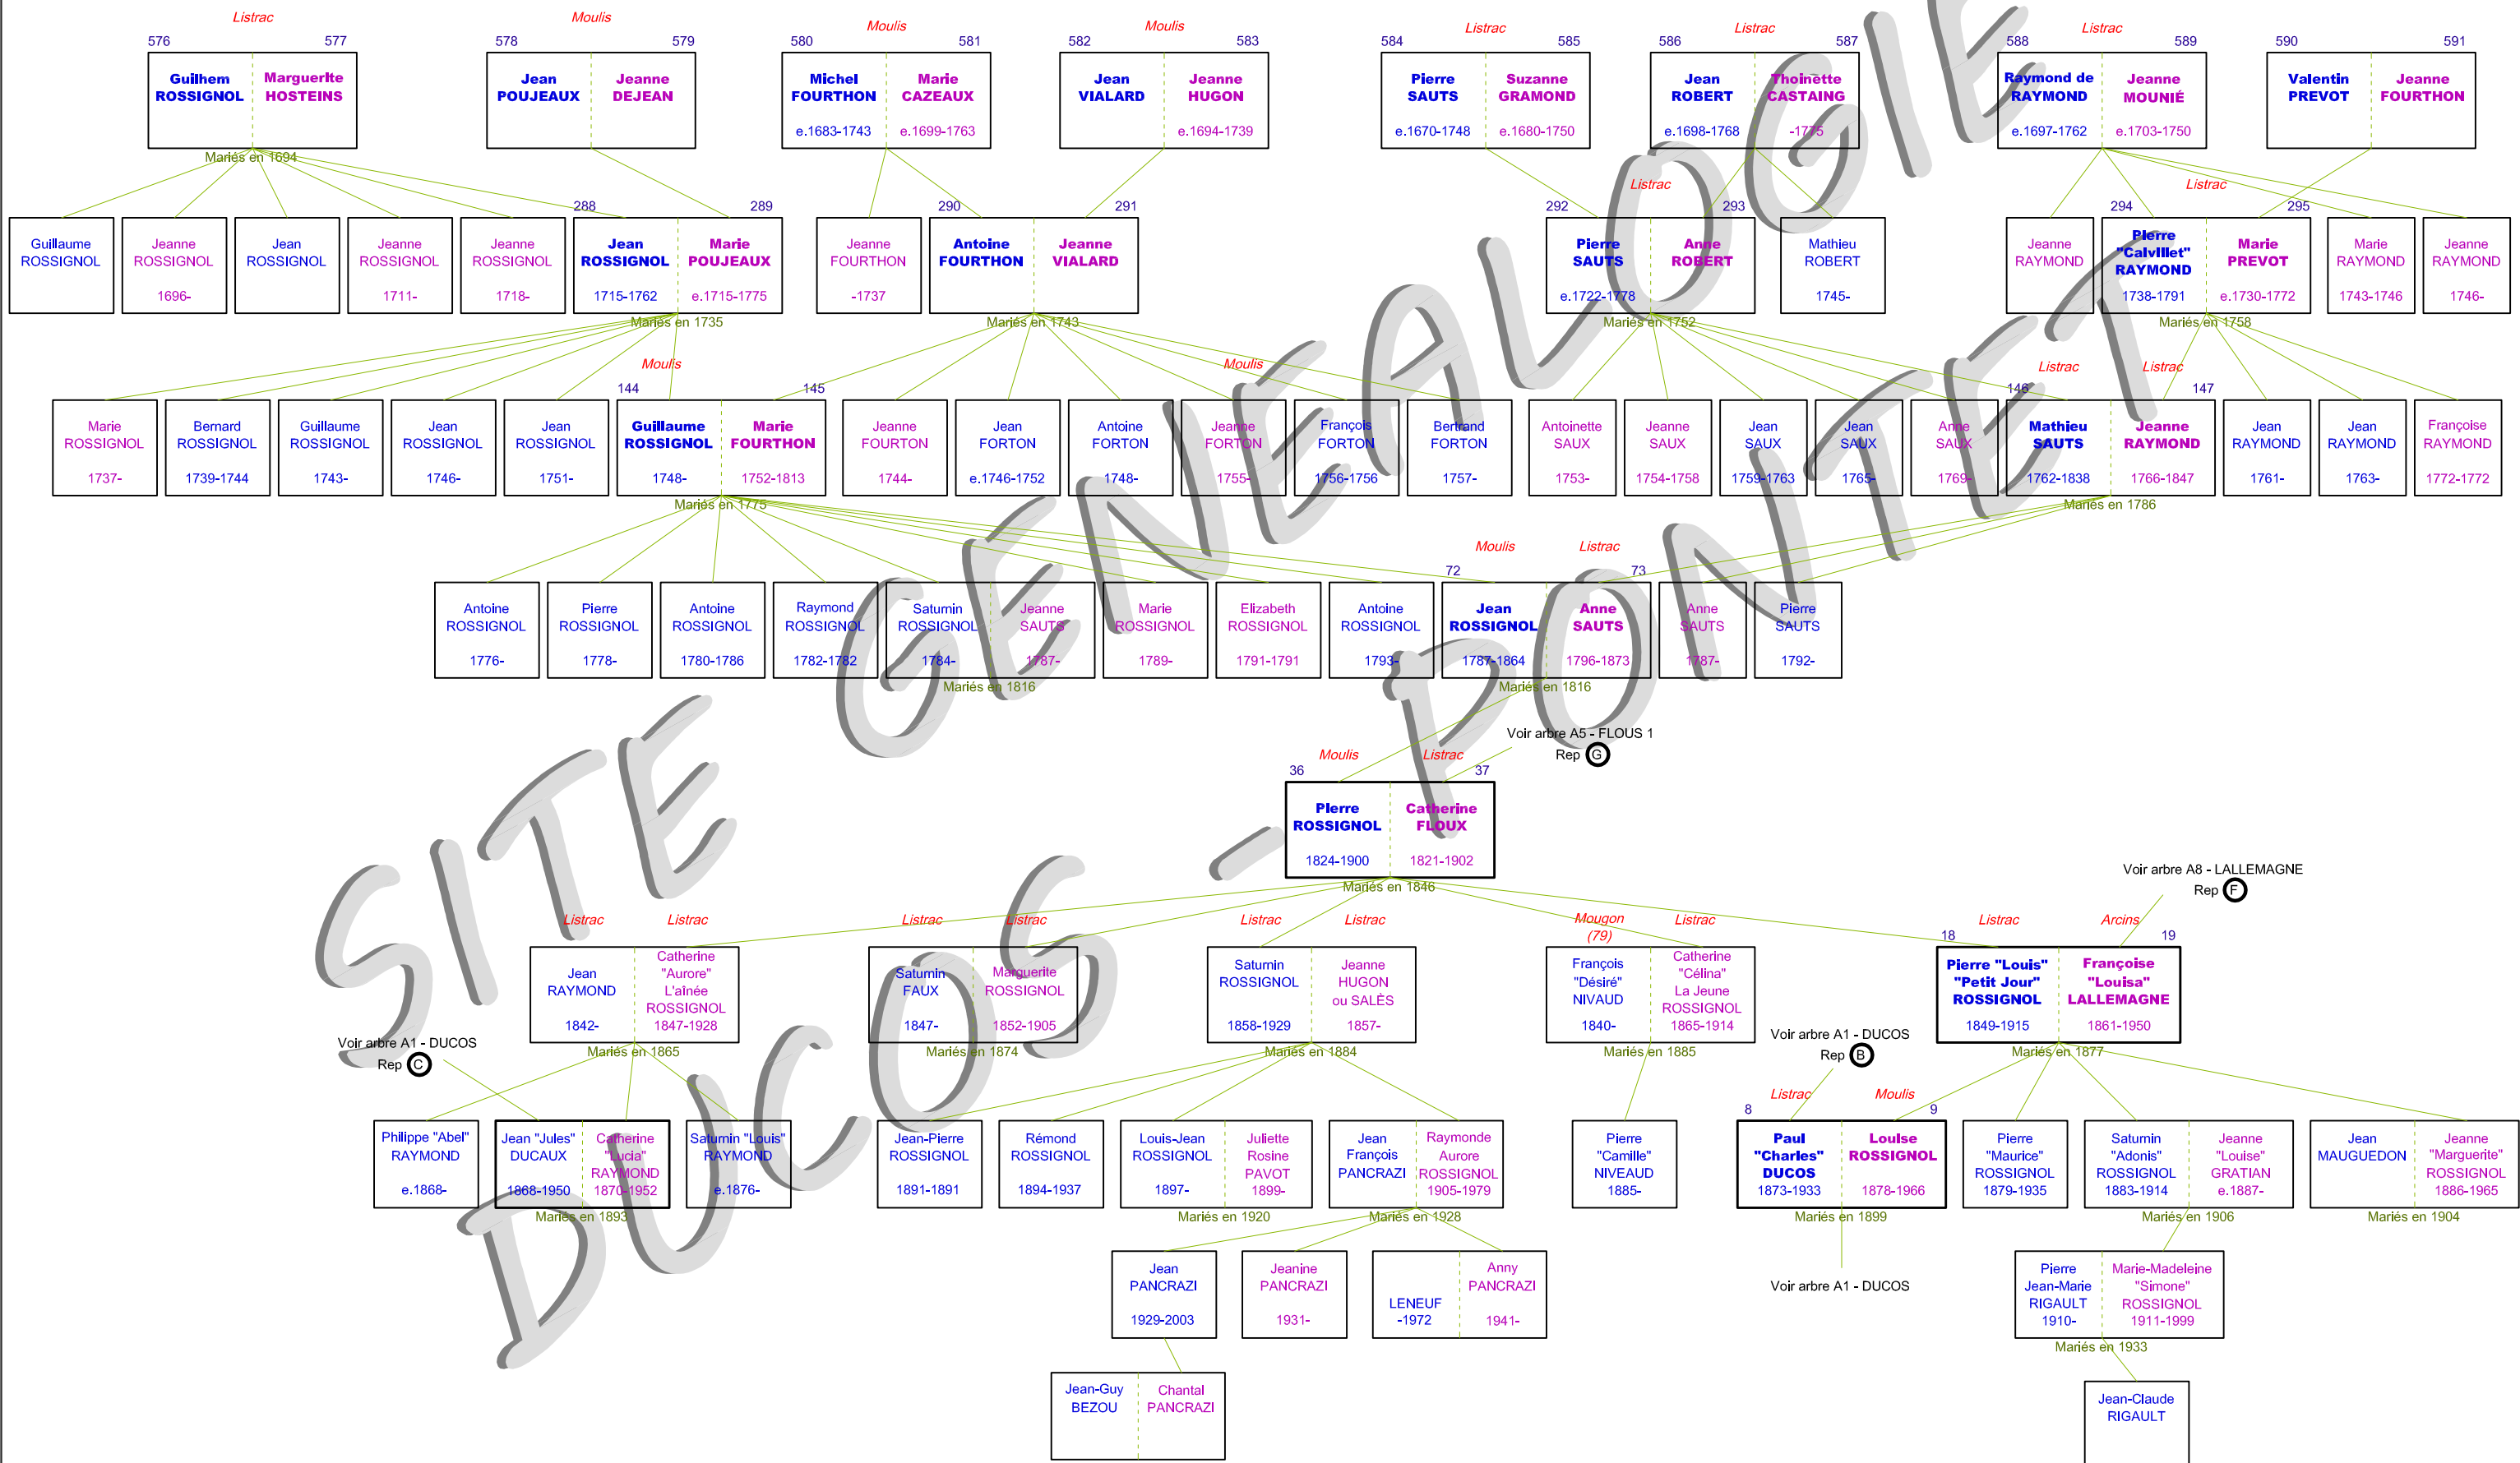 Listrac
576 577
Guilhem ROSSIGNOL
Marguerite HOSTEINS
Mariés en 1694
Moulis
578 579
Jean POUJEAUX
Jeanne DEJEAN
Moulis
580 581
Michel FOURTHON
e.1683-1743
Marie CAZEAUX
e.1699-1763
Moulis
582 583
Jean VIALARD
Jeanne HUGON
e.1694-1739
Listrac
584 585
Pierre SAUTS
e.1670-1748
Suzanne GRAMOND
e.1680-1750
Listrac
586 587
Jean ROBERT
e.1698-1768
Thoinette CASTAING
-1775
Listrac
588 589
Raymond de RAYMOND
e.1697-1762
Jeanne MOUNIÉ
e.1703-1750
590 591
Valentin PREVOT
Jeanne FOURTHON
Guillaume ROSSIGNOL
Jeanne ROSSIGNOL
1696-
Jean ROSSIGNOL
Jeanne ROSSIGNOL
1711-
Jeanne ROSSIGNOL
1718-
288 289
Jean ROSSIGNOL
1715-1762
Marie POUJEAUX
e.1715-1775
Mariés en 1735
Jeanne FOURTHON
-1737
290 291
Antoine FOURTHON
Jeanne VIALARD
Mariés en 1743
Listrac
292 293
Pierre SAUTS
e.1722-1778
Anne ROBERT
Mariés en 1752
Mathieu ROBERT
1745-
Jeanne RAYMOND
Listrac
294 295
Pierre "Calvillet" RAYMOND
1738-1791
Marie PREVOT
e.1730-1772
Mariés en 1758
Marie RAYMOND
1743-1746
Jeanne RAYMOND
1746-
Marie ROSSIGNOL
1737-
Bernard ROSSIGNOL
1739-1744
Guillaume ROSSIGNOL
1743-
Jean ROSSIGNOL
1746-
Jean ROSSIGNOL
1751-
Moulis
144 145
Guillaume ROSSIGNOL
1748-
Marie FOURTHON
1752-1813
Mariés en 1775
Jeanne FOURTON
1744-
Jean FORTON
e.1746-1752
Antoine FORTON
1748-
Moulis
Jeanne FORTON
1755-
François FORTON
1756-1756
Bertrand FORTON
1757-
Antoinette SAUX
1753-
Jeanne SAUX
1754-1758
Jean SAUX
1759-1763
Jean SAUX
1765-
Anne SAUX
1769-
Listrac Listrac
146 147
Mathieu SAUTS
1762-1838
Jeanne RAYMOND
1766-1847
Mariés en 1786
Jean RAYMOND
1761-
Jean RAYMOND
1763-
Françoise RAYMOND
1772-1772
Antoine ROSSIGNOL
1776-
Pierre ROSSIGNOL
1778-
Antoine ROSSIGNOL
1780-1786
Raymond ROSSIGNOL
1782-1782
Saturnin ROSSIGNOL
1784-
Jeanne SAUTS
1787-
Mariés en 1816
Marie ROSSIGNOL
1789-
Elizabeth ROSSIGNOL
1791-1791
Antoine ROSSIGNOL
1793-
Moulis Listrac
72 73
Jean ROSSIGNOL
1787-1864
Anne SAUTS
1796-1873
Mariés en 1816
Anne SAUTS
1787-
Pierre SAUTS
1792-
Voir arbre A5 - FLOUS 1
Rep G
Moulis Listrac
36 37
Pierre ROSSIGNOL
1824-1900
Catherine FLOUX
1821-1902
Mariés en 1846
Voir arbre A8 - LALLEMAGNE
Rep F
Listrac Listrac
Jean RAYMOND
1842-
Catherine "Aurore" L'aînée ROSSIGNOL
1847-1928
Mariés en 1865
Listrac Listrac
Saturnin FAUX
1847-
Marguerite ROSSIGNOL
1852-1905
Mariés en 1874
Listrac Listrac
Saturnin ROSSIGNOL
1858-1929
Jeanne HUGON ou SALÈS
1857-
Mariés en 1884
Mougon (79) Listrac
François "Désiré" NIVAUD
1840-
Catherine "Célina" La Jeune ROSSIGNOL
1865-1914
Mariés en 1885
Listrac Arcins
18 19
Pierre "Louis" "Petit Jour" ROSSIGNOL
1849-1915
Françoise "Louisa" LALLEMAGNE
1861-1950
Mariés en 1877
Voir arbre A1 - DUCOS
Rep C
Voir arbre A1 - DUCOS
Rep B
Philippe "Abel" RAYMOND
e.1868-
Jean "Jules" DUCAUX
1868-1950
Catherine "Lucia" RAYMOND
1870-1952
Mariés en 1893
Saturnin "Louis" RAYMOND
e.1876-
Jean-Pierre ROSSIGNOL
1891-1891
Rémond ROSSIGNOL
1894-1937
Louis-Jean ROSSIGNOL
1897-
Juliette Rosine PAVOT
1899-
Mariés en 1920
Jean François PANCRAZI
Raymonde Aurore ROSSIGNOL
1905-1979
Mariés en 1928
Pierre "Camille" NIVEAUD
1885-
Listrac Moulis
8 9
Paul "Charles" DUCOS
1873-1933
Louise ROSSIGNOL
1878-1966
Mariés en 1899
Voir arbre A1 - DUCOS
Pierre "Maurice" ROSSIGNOL
1879-1935
Saturnin "Adonis" ROSSIGNOL
1883-1914
Jeanne "Louise" GRATIAN
e.1887-
Mariés en 1906
Jean MAUGUEDON
Jeanne "Marguerite" ROSSIGNOL
1886-1965
Mariés en 1904
Jean PANCRAZI
1929-2003
Jeanine PANCRAZI
1931-
LENEUF
-1972
Anny PANCRAZI
1941-
Pierre Jean-Marie RIGAULT
1910-
Marie-Madeleine "Simone" ROSSIGNOL
1911-1999
Mariés en 1933
Jean-Guy BEZOU
Chantal PANCRAZI
Jean-Claude RIGAULT
SITE GENEALOGIE
DUCOS - PONTET